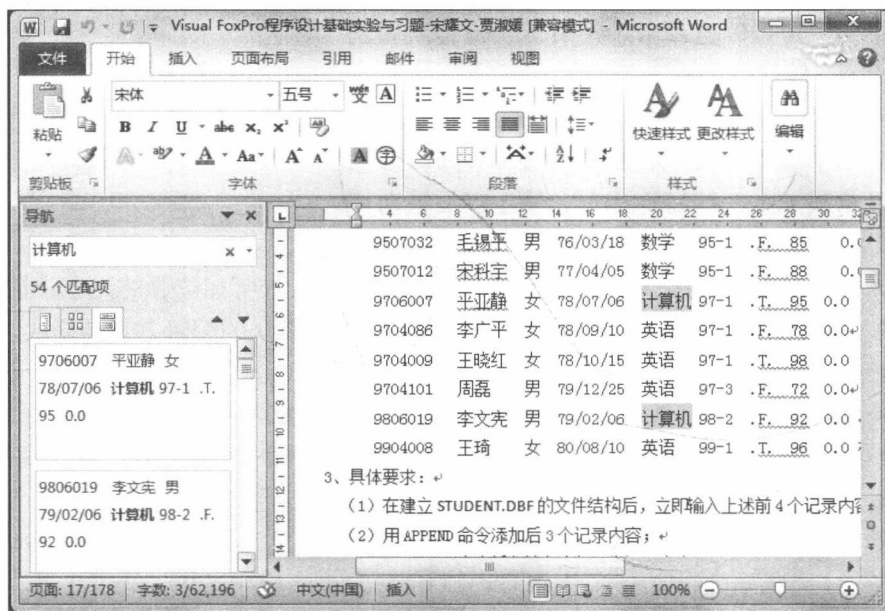 Visual FoxPro程序设计基础实验与习题-宋耀文-贾淑媛 [兼容模式] - Microsoft Word
文件 开始 插入 页面布局 引用 邮件 审阅 视图
宋体 五号
粘贴
快速样式 更改样式 编辑
剪贴板 字体 段落 样式
导航
计算机
54 个匹配项
9706007 平亚静 女
78/07/06 计算机 97-1 .T.
95 0.0
9806019 李文宪 男
79/02/06 计算机 98-2 .F.
92 0.0
4 6 8 10 12 14 16 18 20 22 24 26 28 30 32
9507032 毛锡平 男 76/03/18 数学 95-1 .F. 85 0.0
9507012 宋科宇 男 77/04/05 数学 95-1 .F. 88 0.
9706007 平亚静 女 78/07/06 计算机 97-1 .T. 95 0.0
9704086 李广平 女 78/09/10 英语 97-1 .F. 78 0.0
9704009 王晓红 女 78/10/15 英语 97-1 .T. 98 0.0
9704101 周磊 男 79/12/25 英语 97-3 .F. 72 0.0
9806019 李文宪 男 79/02/06 计算机 98-2 .F. 92 0.0
9904008 王琦 女 80/08/10 英语 99-1 .T. 96 0.0
3、具体要求：
（1）在建立 STUDENT.DBF 的文件结构后，立即输入上述前 4 个记录内容
（2）用 APPEND 命令添加后 3 个记录内容；
页面: 17/178 字数: 3/62,196 中文(中国) 插入 100%